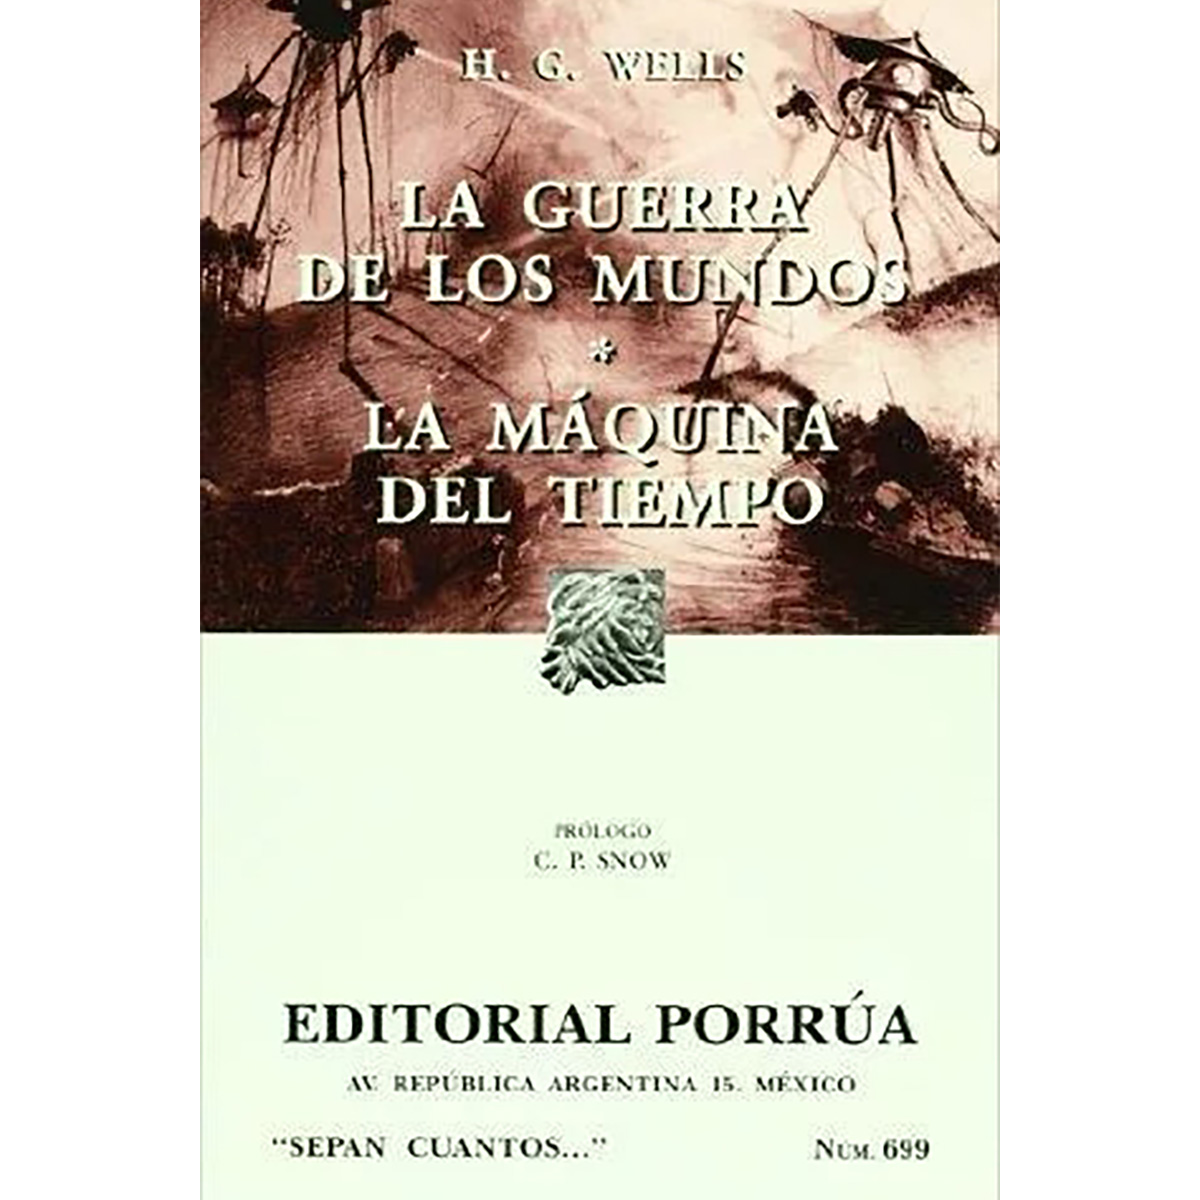 H. G. WELLS
LA GUERRA
DE LOS MUNDOS
*
LA MÁQUINA
DEL TIEMPO
PRÓLOGO
C. P. SNOW
EDITORIAL PORRÚA
AV. REPÚBLICA ARGENTINA 15. MÉXICO
"SEPAN CUANTOS..."
NÚM. 699